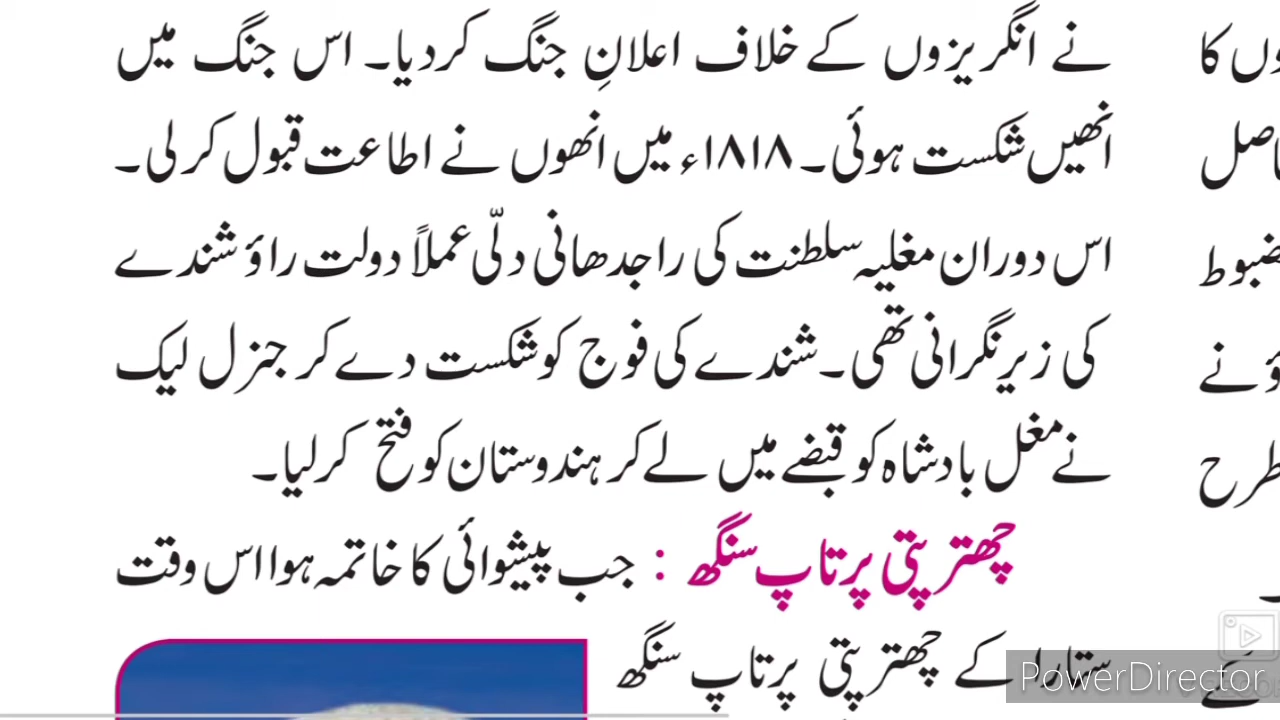 نے انگریزوں کے خلاف اعلانِ جنگ کردیا۔ اس جنگ میں
انھیں شکست ہوئی۔ ۱۸۱۸ء میں انھوں نے اطاعت قبول کرلی۔
اس دوران مغلیہ سلطنت کی راجدھانی دلّی عملاً دولت راؤ شندے
کی زیرِنگرانی تھی۔ شندے کی فوج کو شکست دے کر جنرل لیک
نے مغل بادشاہ کو قبضے میں لے کر ہندوستان کو فتح کرلیا۔
چھترپتی پرتاپ سنگھ : جب پیشوائی کا خاتمہ ہوا اس وقت
ستارا کے چھترپتی پرتاپ سنگھ
PowerDirector